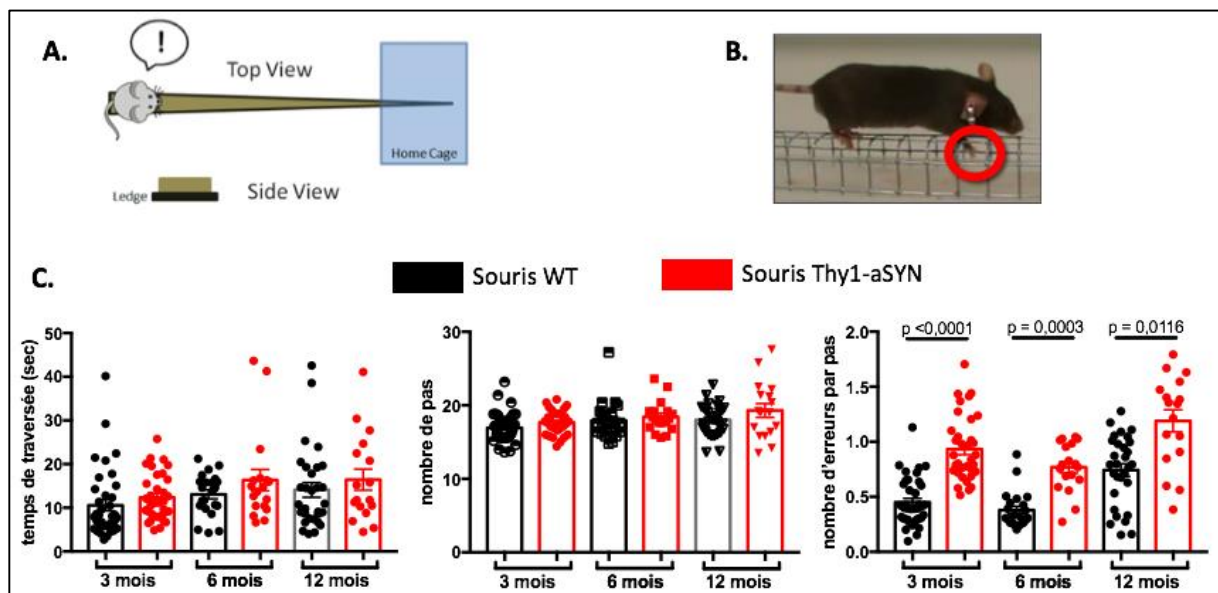 A.
!
Top View
Home Cage
Ledge
Side View
B.
C.
Souris WT
Souris Thy1-aSYN
temps de traversée (sec)
50
40
30
20
10
0
3 mois
6 mois
12 mois
nombre de pas
30
20
10
0
3 mois
6 mois
12 mois
nombre d'erreurs par pas
2.0
1.5
1.0
0.5
0.0
p <0,0001
p = 0,0003
p = 0,0116
3 mois
6 mois
12 mois